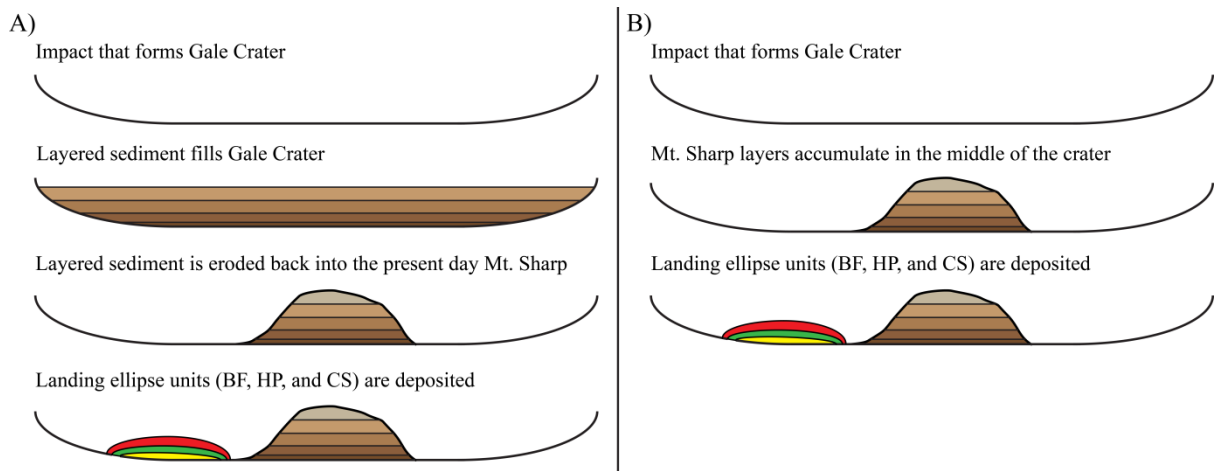 A)
Impact that forms Gale Crater
Layered sediment fills Gale Crater
Layered sediment is eroded back into the present day Mt. Sharp
Landing ellipse units (BF, HP, and CS) are deposited
B)
Impact that forms Gale Crater
Mt. Sharp layers accumulate in the middle of the crater
Landing ellipse units (BF, HP, and CS) are deposited